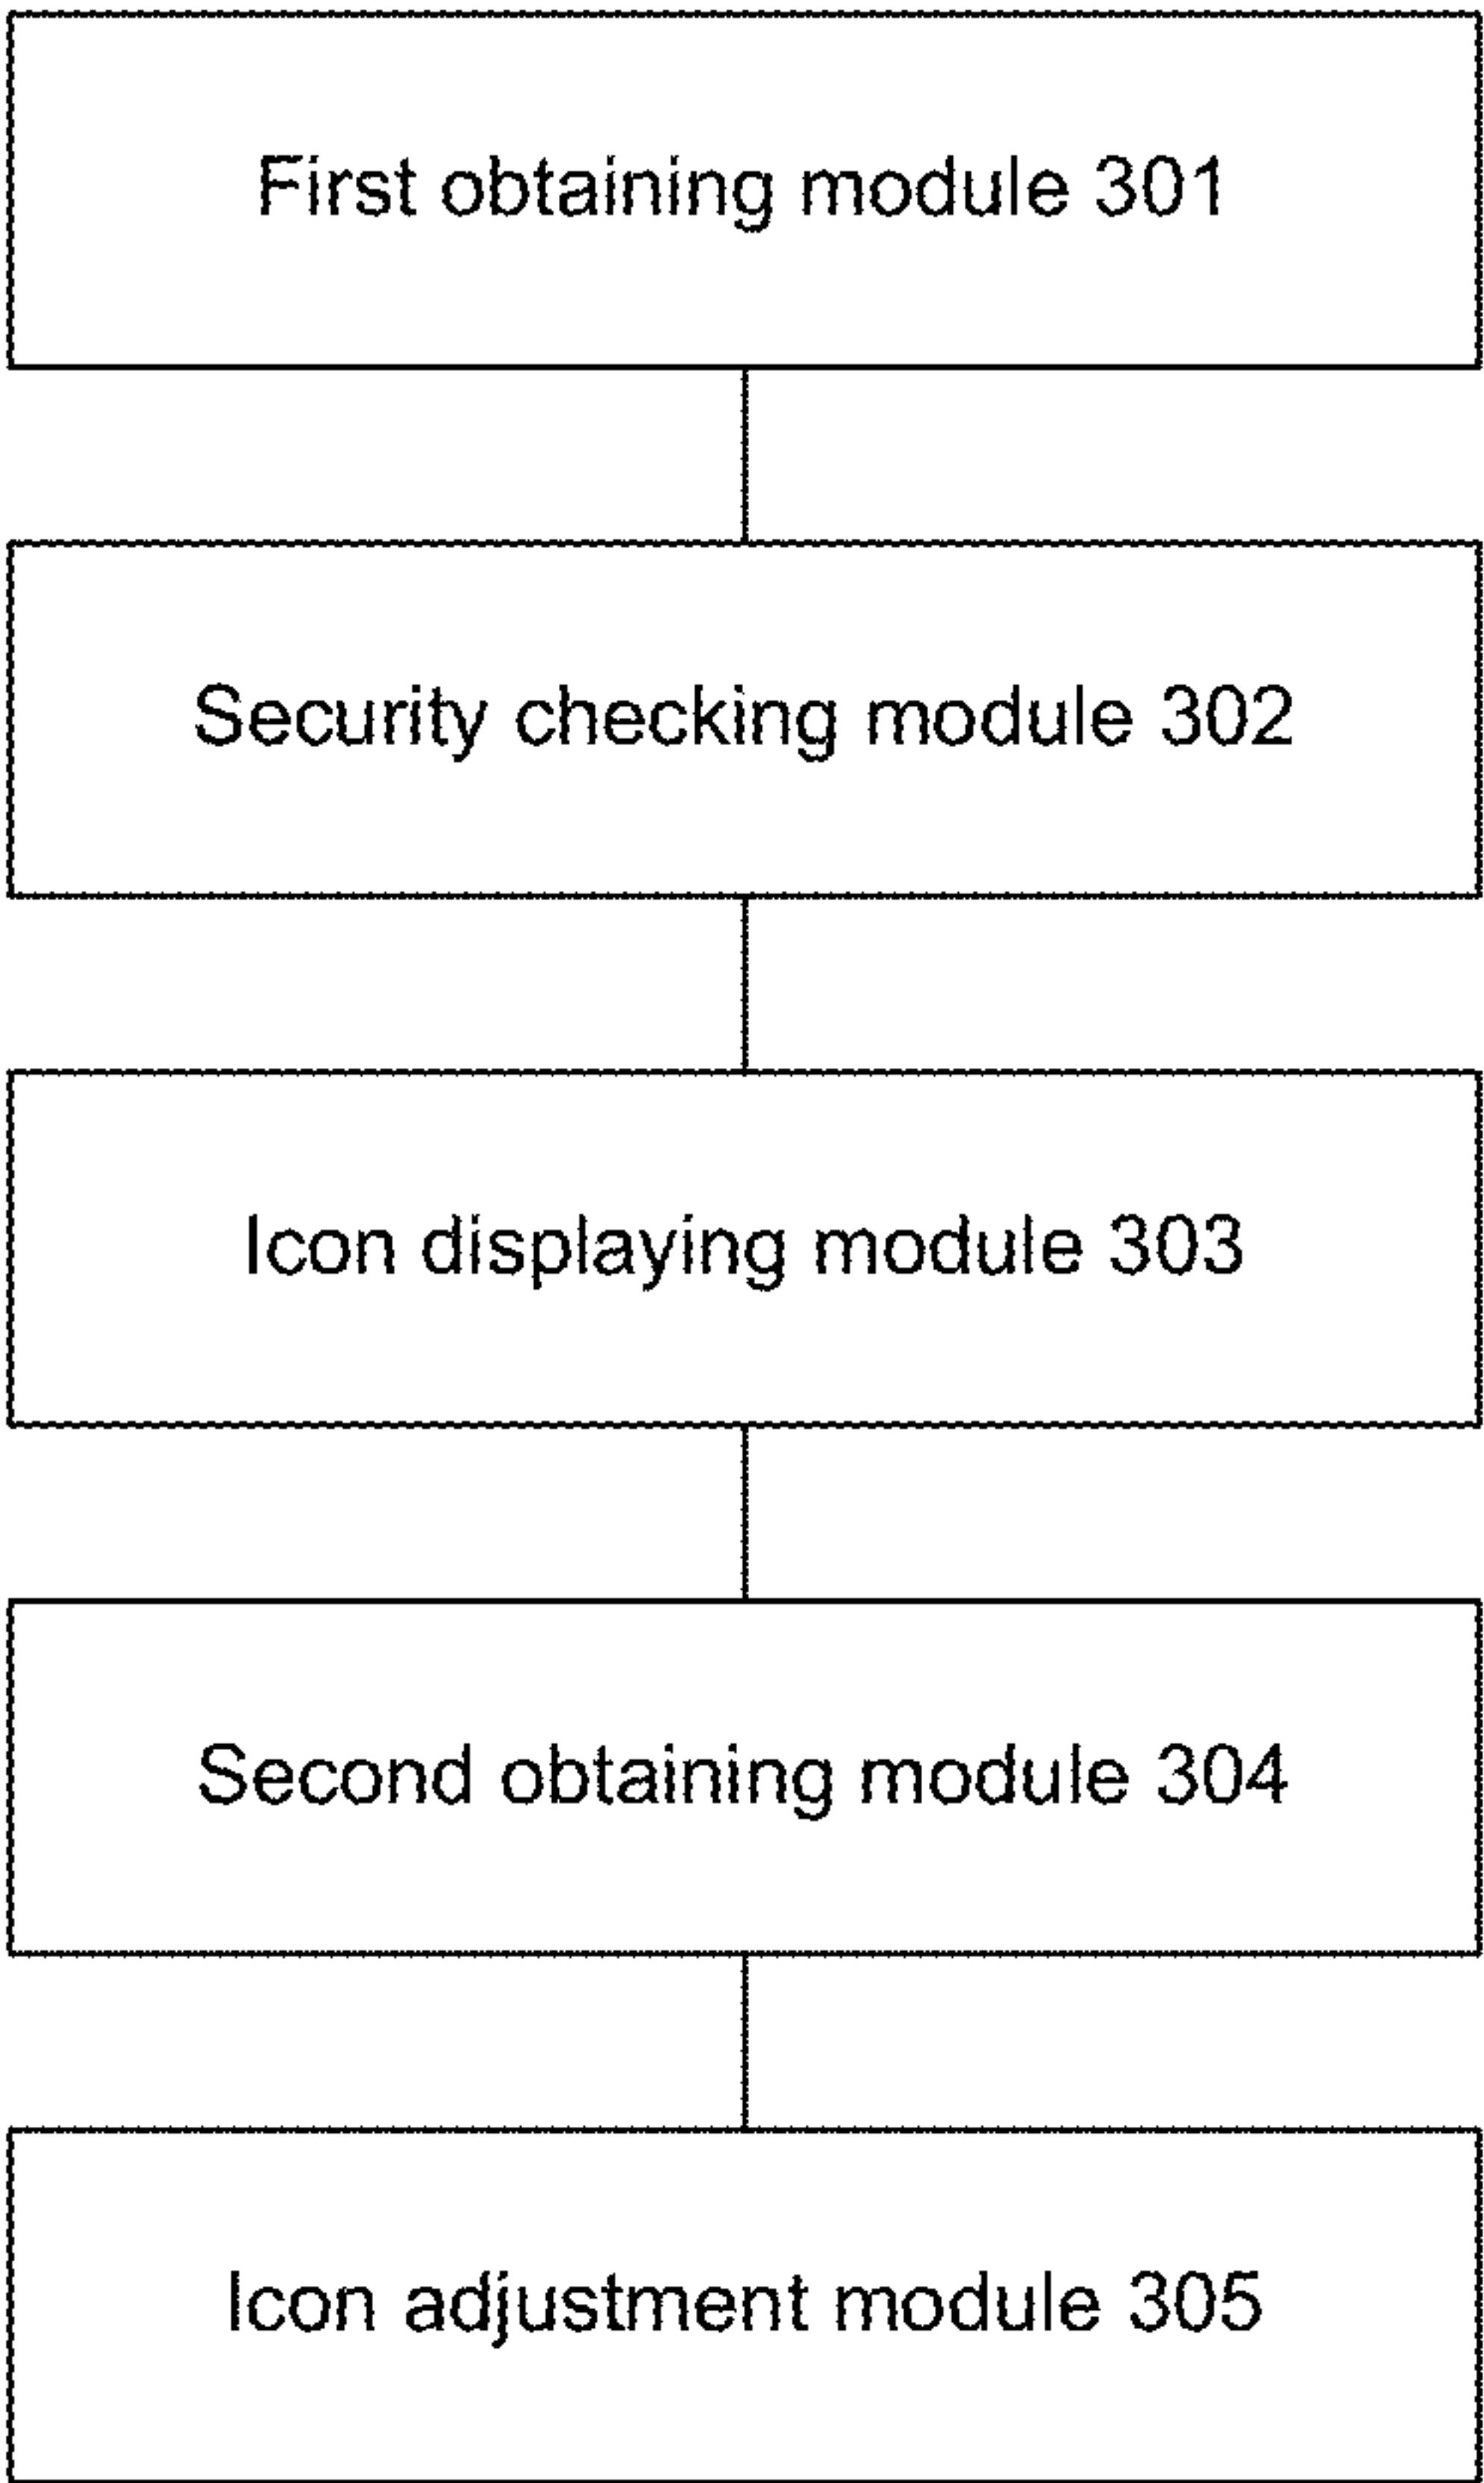 First obtaining module 301
Security checking module 302
Icon displaying module 303
Second obtaining module 304
Icon adjustment module 305